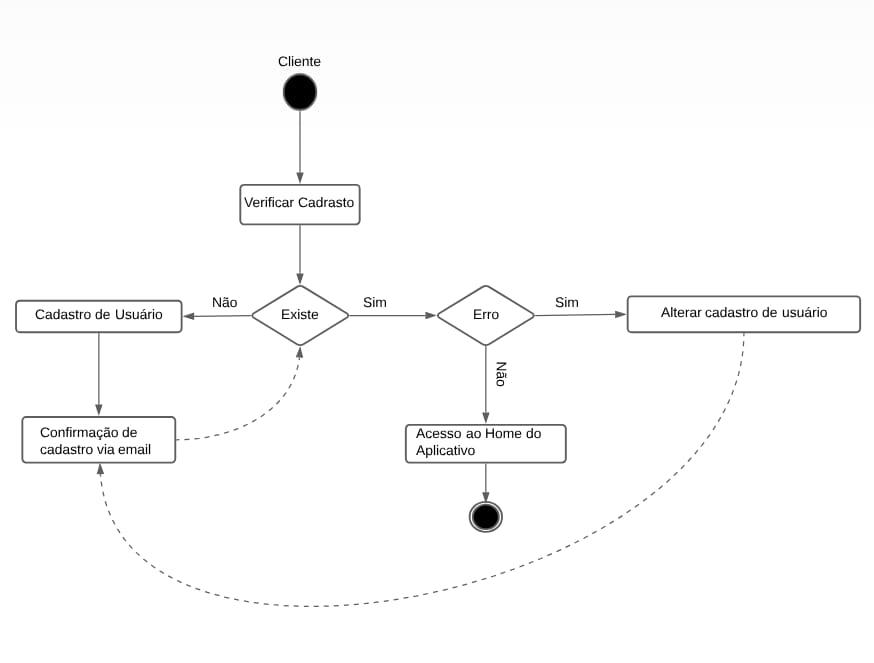 Cliente
Verificar Cadrasto
Não
Sim
Sim
Cadastro de Usuário
Existe
Erro
Alterar cadastro de usuário
Não
Confirmação de
cadastro via email
Acesso ao Home do
Aplicativo